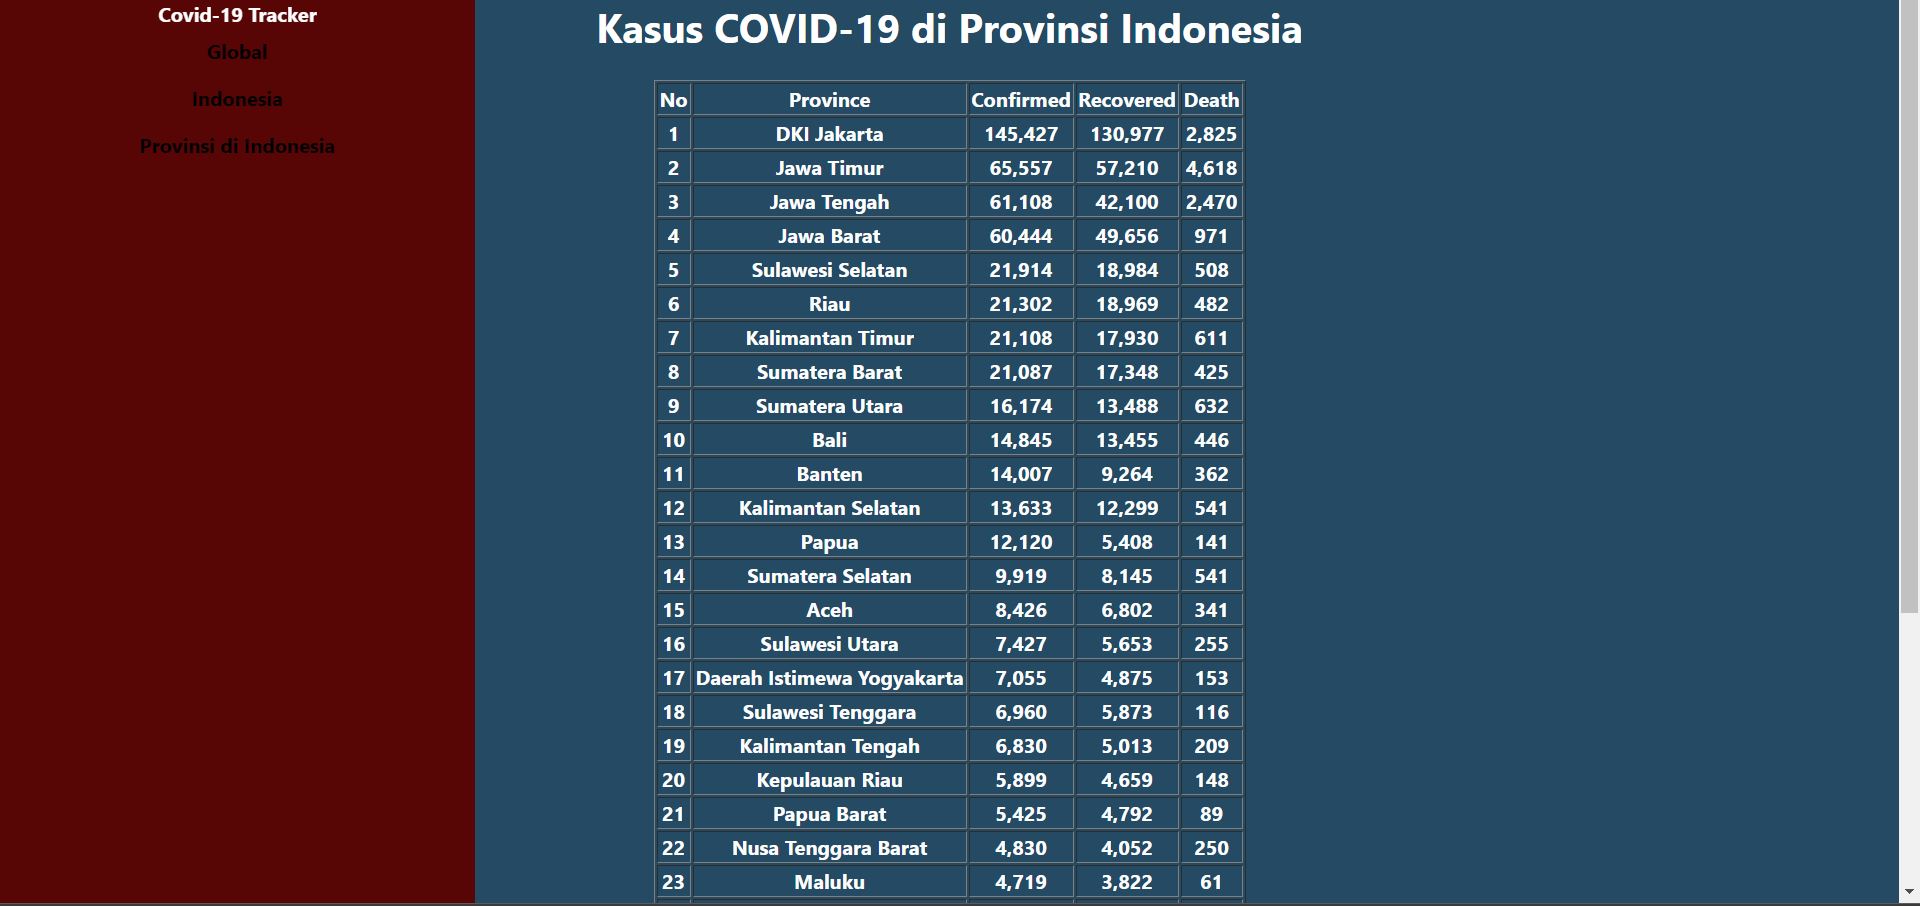 Covid-19 Tracker
Global
Indonesia
Provinsi di Indonesia
Kasus COVID-19 di Provinsi Indonesia
No Province Confirmed Recovered Death
1 DKI Jakarta 145,427 130,977 2,825
2 Jawa Timur 65,557 57,210 4,618
3 Jawa Tengah 61,108 42,100 2,470
4 Jawa Barat 60,444 49,656 971
5 Sulawesi Selatan 21,914 18,984 508
6 Riau 21,302 18,969 482
7 Kalimantan Timur 21,108 17,930 611
8 Sumatera Barat 21,087 17,348 425
9 Sumatera Utara 16,174 13,488 632
10 Bali 14,845 13,455 446
11 Banten 14,007 9,264 362
12 Kalimantan Selatan 13,633 12,299 541
13 Papua 12,120 5,408 141
14 Sumatera Selatan 9,919 8,145 541
15 Aceh 8,426 6,802 341
16 Sulawesi Utara 7,427 5,653 255
17 Daerah Istimewa Yogyakarta 7,055 4,875 153
18 Sulawesi Tenggara 6,960 5,873 116
19 Kalimantan Tengah 6,830 5,013 209
20 Kepulauan Riau 5,899 4,659 148
21 Papua Barat 5,425 4,792 89
22 Nusa Tenggara Barat 4,830 4,052 250
23 Maluku 4,719 3,822 61